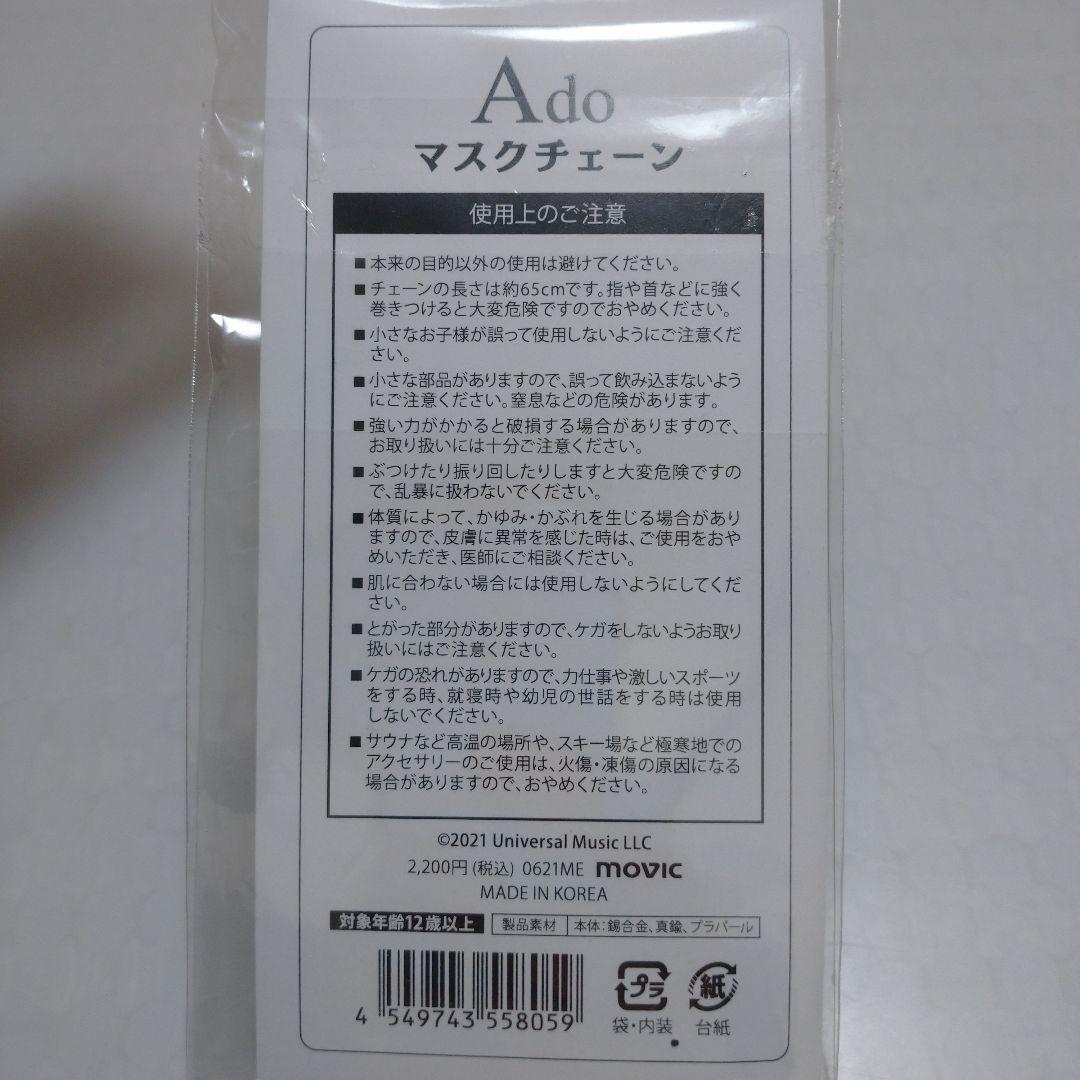 Ado
マスクチェーン
使用上のご注意
■本来の目的以外の使用は避けてください。
■チェーンの長さは約65cmです。指や首などに強く
巻きつけると大変危険ですのでおやめください。
■小さなお子様が誤って使用しないようにご注意くだ
さい。
■小さな部品がありますので、誤って飲み込まないよう
にご注意ください。窒息などの危険があります。
■強い力がかかると破損する場合がありますので、
お取り扱いには十分ご注意ください。
■ぶつけたり振り回したりしますと大変危険ですの
で、乱暴に扱わないでください。
■体質によって、かゆみ・かぶれを生じる場合があり
ますので、皮膚に異常を感じた時は、ご使用をおや
めいただき、医師にご相談ください。
■肌に合わない場合には使用しないようにしてくだ
さい。
■とがった部分がありますので、ケガをしないようお取り
扱いにはご注意ください。
■ケガの恐れがありますので、力仕事や激しいスポーツ
をする時、就寝時や幼児の世話をする時は使用
しないでください。
■サウナなど高温の場所や、スキー場など極寒地での
アクセサリーのご使用は、火傷・凍傷の原因になる
場合がありますので、おやめください。
©2021 Universal Music LLC
2,200円(税込) 0621ME movic
MADE IN KOREA
対象年齢12歳以上 製品素材 本体:錫合金、真鍮、プラパール
4 549743 558059
プラ 紙
袋・内装 台紙